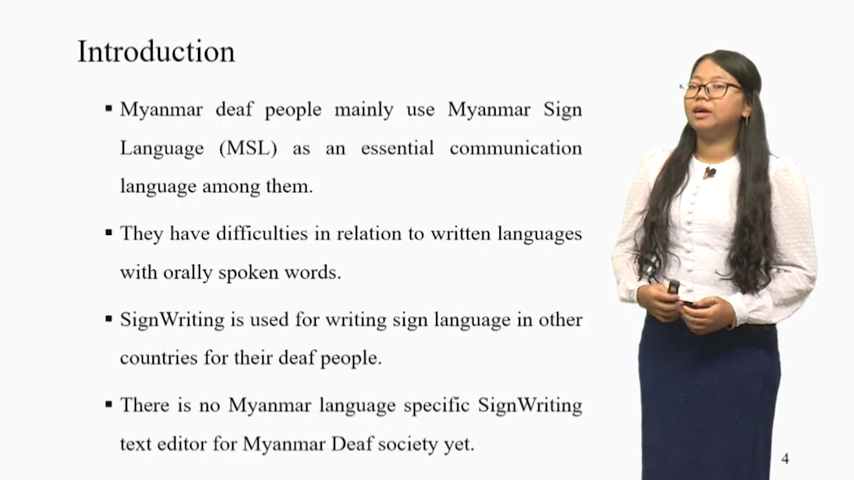 Introduction
▪ Myanmar deaf people mainly use Myanmar Sign
Language (MSL) as an essential communication
language among them.
▪ They have difficulties in relation to written languages
with orally spoken words.
▪ SignWriting is used for writing sign language in other
countries for their deaf people.
▪ There is no Myanmar language specific SignWriting
text editor for Myanmar Deaf society yet.
4